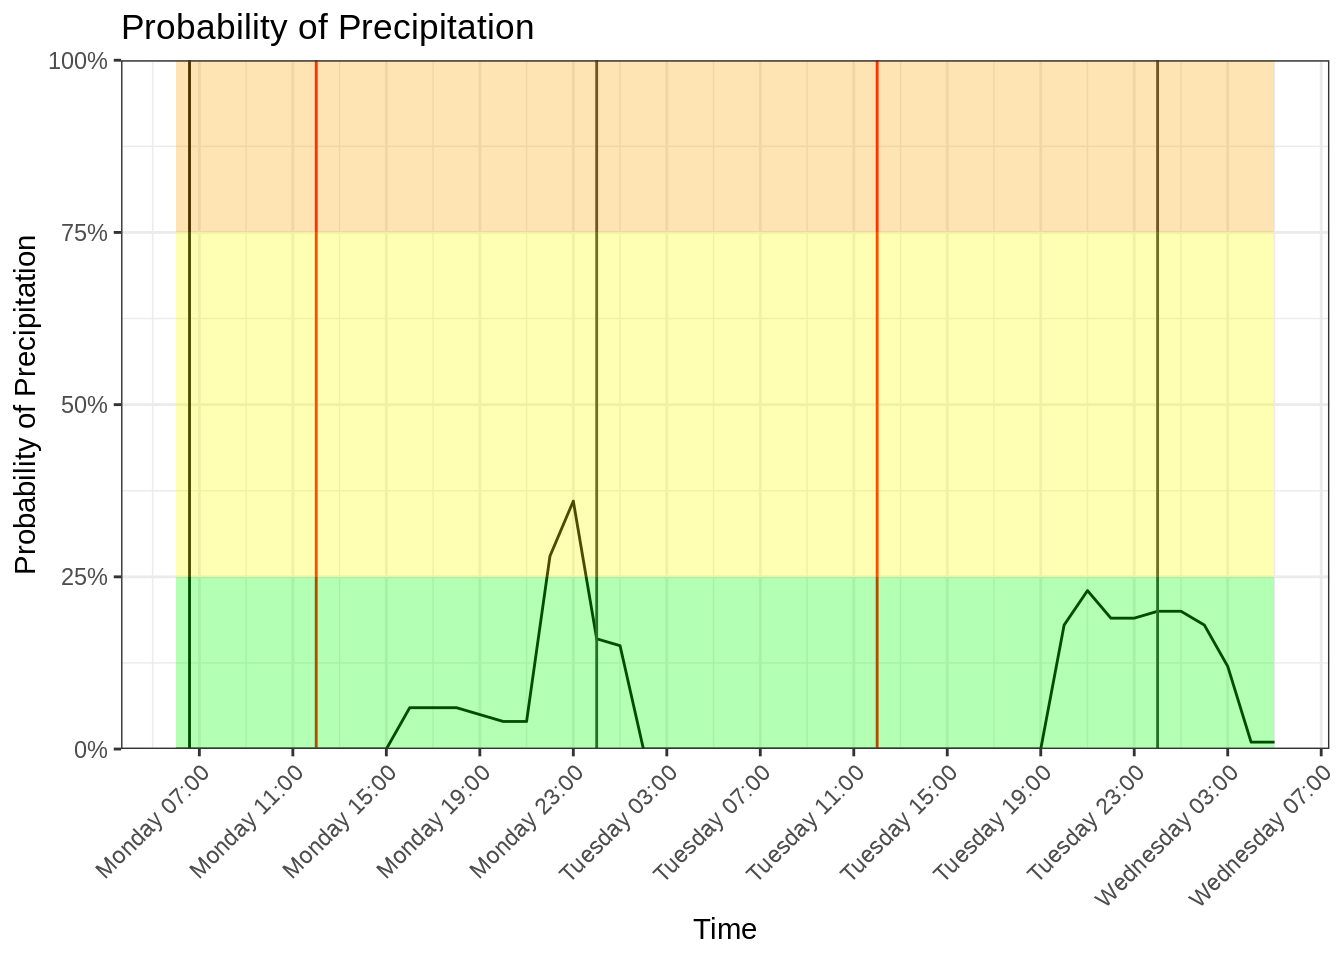 Probability of Precipitation
Probability of Precipitation
100%
75%
50%
25%
0%
Monday 07:00
Monday 11:00
Monday 15:00
Monday 19:00
Monday 23:00
Tuesday 03:00
Tuesday 07:00
Tuesday 11:00
Tuesday 15:00
Tuesday 19:00
Tuesday 23:00
Wednesday 03:00
Wednesday 07:00
Time